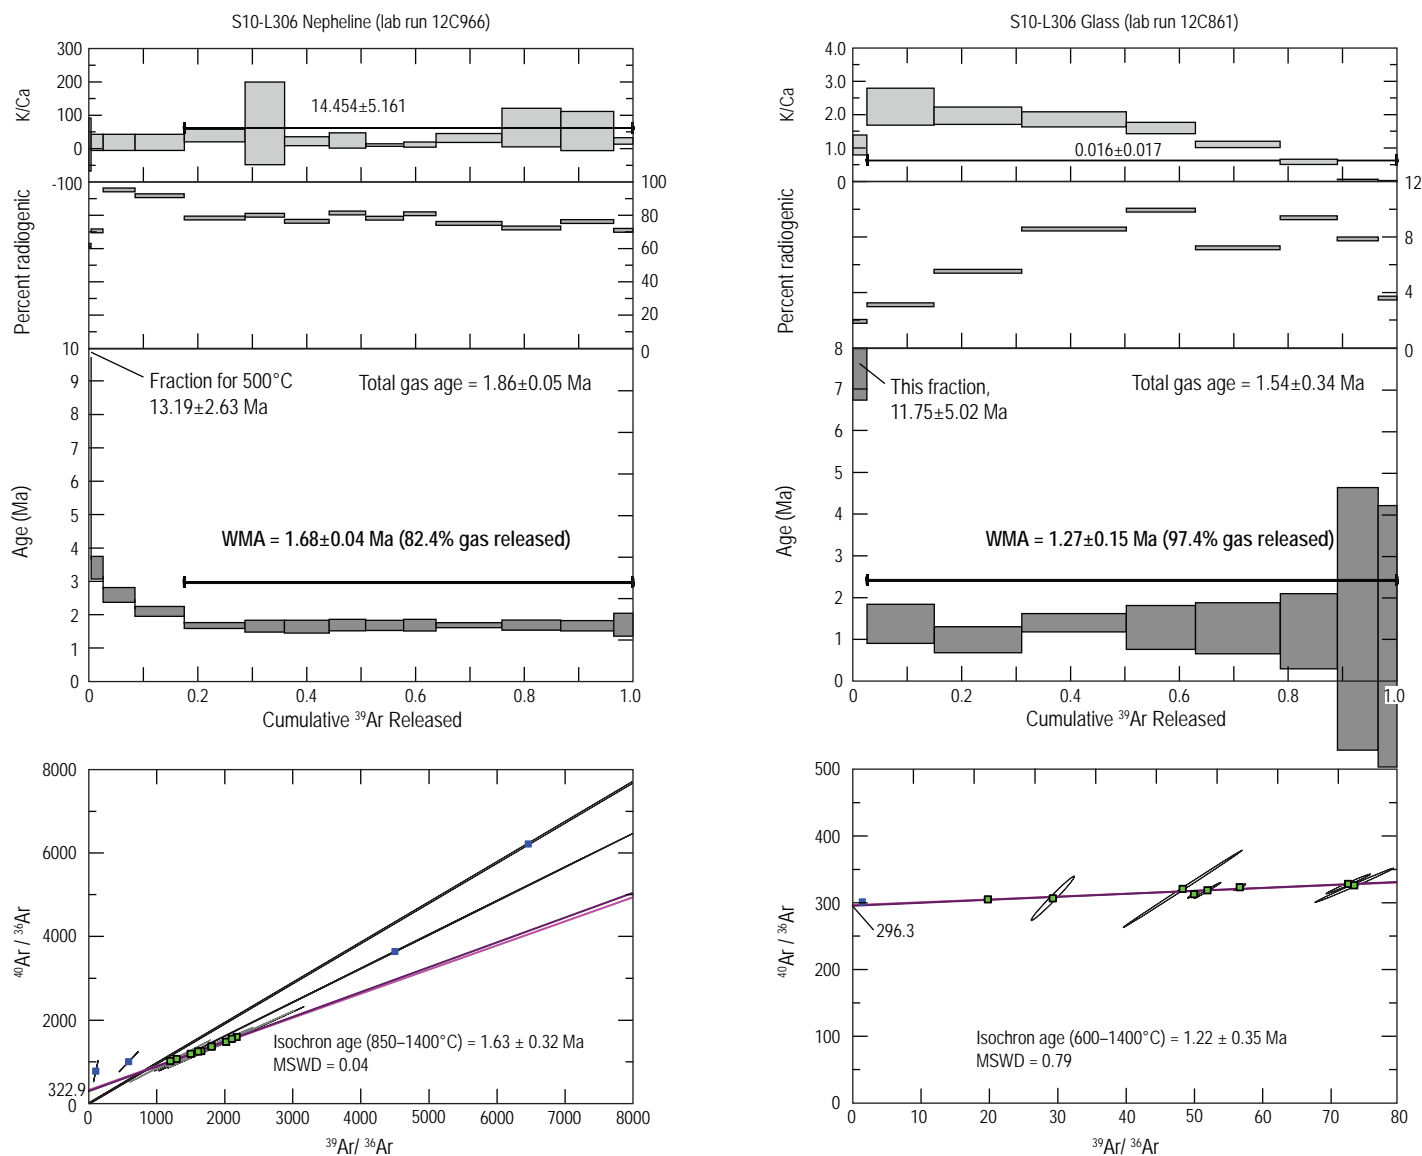 S10-L306 Nepheline (lab run 12C966)
300
200
100
0
-100
K/Ca
14.454±5.161
100
80
60
40
20
0
Percent radiogenic
10
9
8
7
6
5
4
3
2
1
0
Age (Ma)
Fraction for 500°C
13.19±2.63 Ma
Total gas age = 1.86±0.05 Ma
WMA = 1.68±0.04 Ma (82.4% gas released)
0 0.2 0.4 0.6 0.8 1.0
Cumulative ³⁹Ar Released
8000
6000
4000
2000
0
⁴⁰Ar / ³⁶Ar
322.9
Isochron age (850–1400°C) = 1.63 ± 0.32 Ma
MSWD = 0.04
0 1000 2000 3000 4000 5000 6000 7000 8000
³⁹Ar/ ³⁶Ar
S10-L306 Glass (lab run 12C861)
4.0
3.0
2.0
1.0
0
K/Ca
0.016±0.017
12
8
4
0
Percent radiogenic
8
7
6
5
4
3
2
1
0
Age (Ma)
This fraction,
11.75±5.02 Ma
Total gas age = 1.54±0.34 Ma
WMA = 1.27±0.15 Ma (97.4% gas released)
0 0.2 0.4 0.6 0.8 1.0
Cumulative ³⁹Ar Released
500
400
300
200
100
0
⁴⁰Ar / ³⁶Ar
296.3
Isochron age (600–1400°C) = 1.22 ± 0.35 Ma
MSWD = 0.79
0 10 20 30 40 50 60 70 80
³⁹Ar/ ³⁶Ar